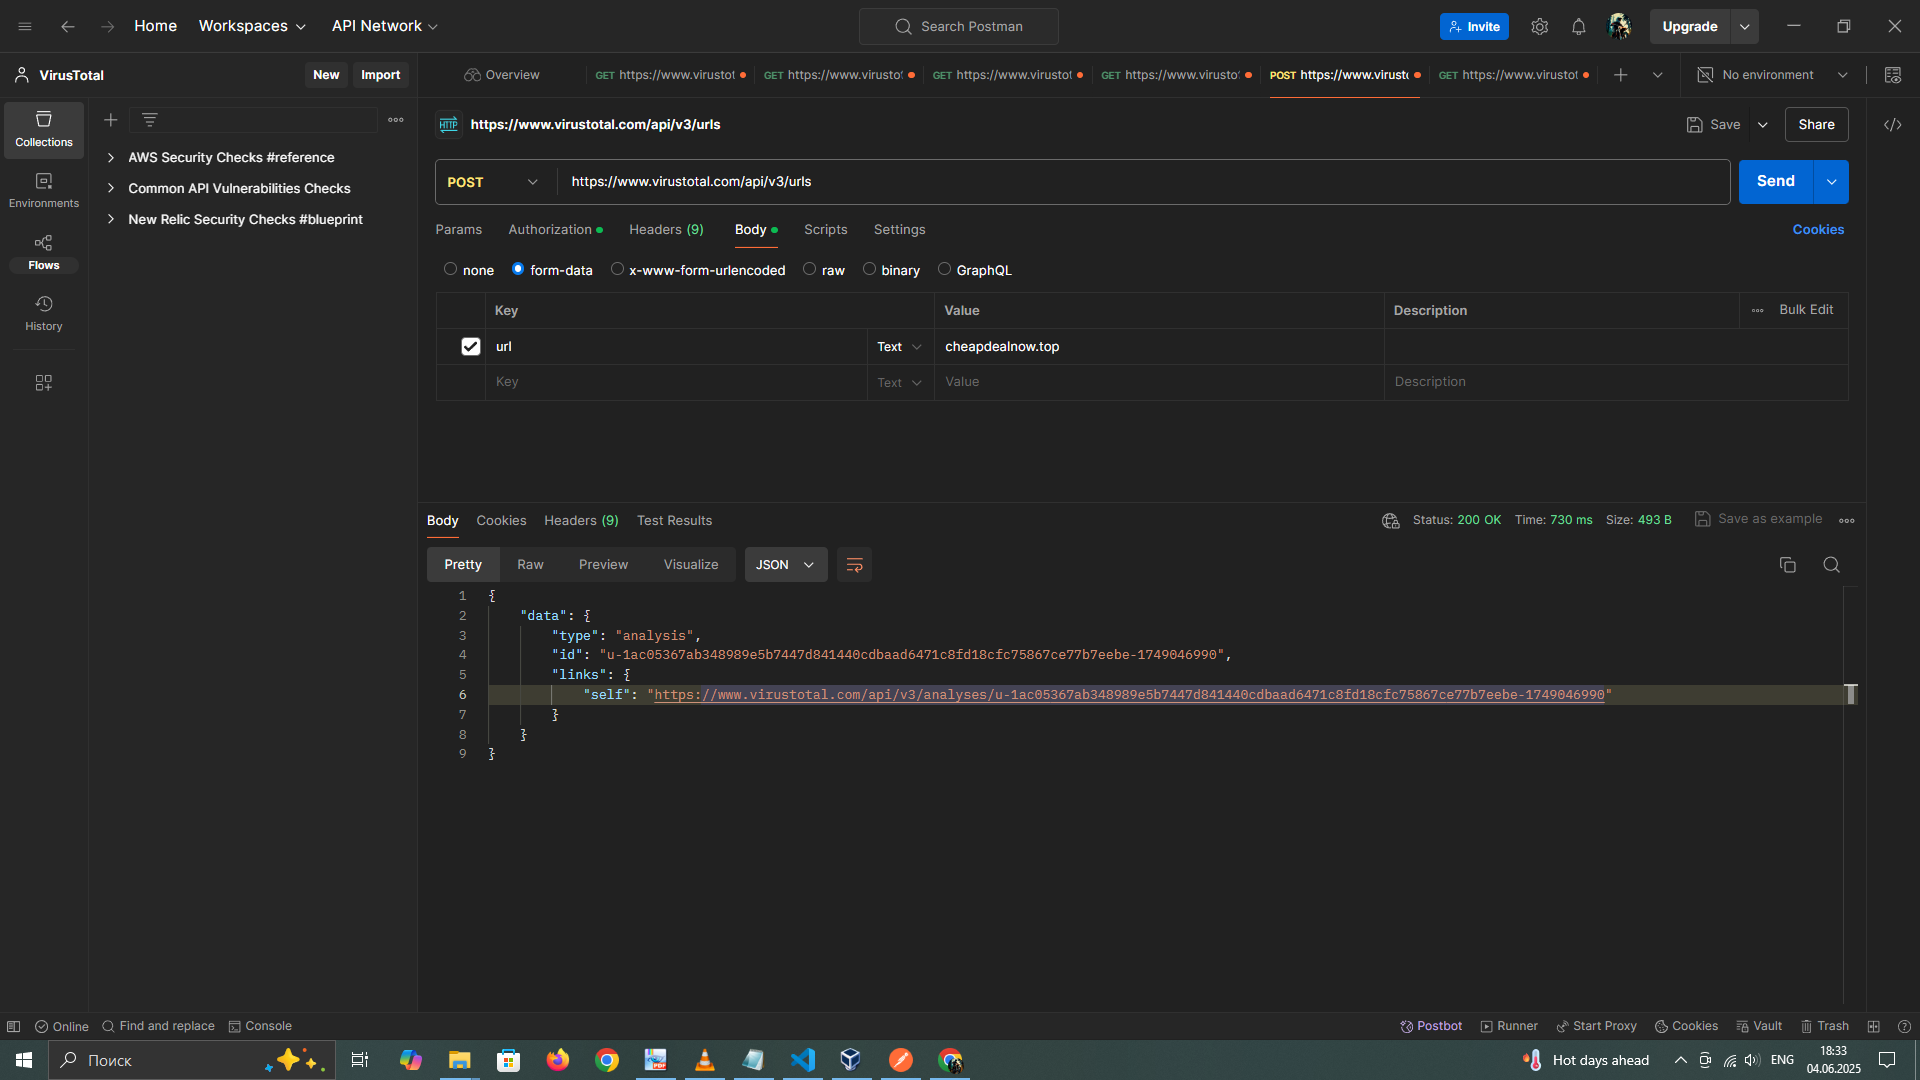 Home Workspaces API Network Search Postman Invite Upgrade
VirusTotal New Import Overview GET https://www.virustot GET https://www.virustot GET https://www.virustot GET https://www.virustot POST https://www.virust GET https://www.virustot No environment
Collections
Environments
Flows
History
AWS Security Checks #reference
Common API Vulnerabilities Checks
New Relic Security Checks #blueprint
HTTP https://www.virustotal.com/api/v3/urls Save Share
POST https://www.virustotal.com/api/v3/urls Send
Params Authorization Headers (9) Body Scripts Settings Cookies
none form-data x-www-form-urlencoded raw binary GraphQL
Key Value Description Bulk Edit
url Text cheapdealnow.top
Key Text Value Description
Body Cookies Headers (9) Test Results Status: 200 OK Time: 730 ms Size: 493 B Save as example
Pretty Raw Preview Visualize JSON
1 {
2 "data": {
3 "type": "analysis",
4 "id": "u-1ac05367ab348989e5b7447d841440cdbaad6471c8fd18cfc75867ce77b7eebe-1749046990",
5 "links": {
6 "self": "https://www.virustotal.com/api/v3/analyses/u-1ac05367ab348989e5b7447d841440cdbaad6471c8fd18cfc75867ce77b7eebe-1749046990"
7 }
8 }
9 }
Online Find and replace Console Postbot Runner Start Proxy Cookies Vault Trash
Поиск Hot days ahead ENG 18:33
04.06.2025